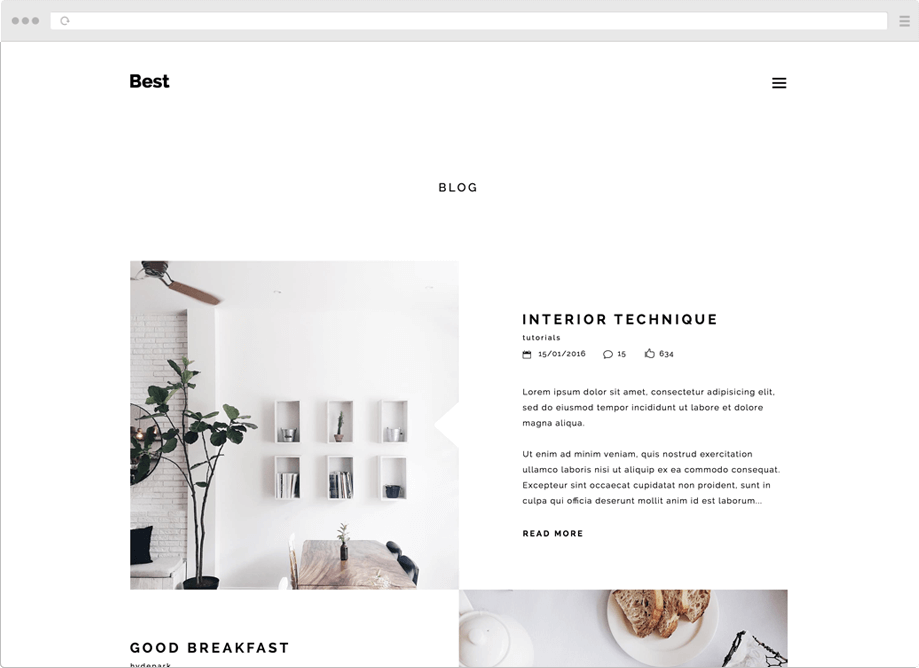 Best
BLOG
INTERIOR TECHNIQUE
tutorials
15/01/2016 15 634
Lorem ipsum dolor sit amet, consectetur adipisicing elit,
sed do eiusmod tempor incididunt ut labore et dolore
magna aliqua.
Ut enim ad minim veniam, quis nostrud exercitation
ullamco laboris nisi ut aliquip ex ea commodo consequat.
Excepteur sint occaecat cupidatat non proident, sunt in
culpa qui officia deserunt mollit anim id est laborum...
READ MORE
GOOD BREAKFAST
hydepark